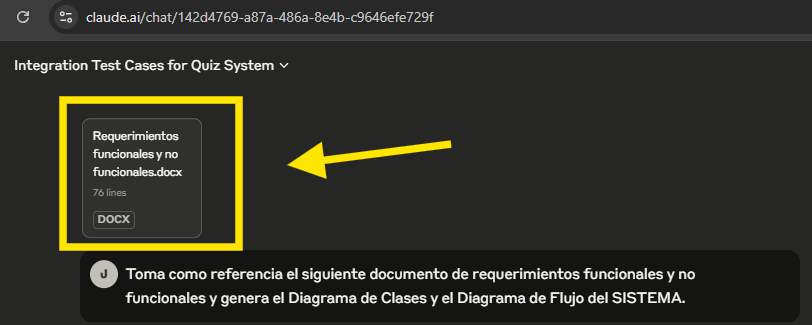 claude.ai/chat/142d4769-a87a-486a-8e4b-c9646efe729f
Integration Test Cases for Quiz System
Requerimientos
funcionales y no
funcionales.docx
76 lines
DOCX
J
Toma como referencia el siguiente documento de requerimientos funcionales y no
funcionales y genera el Diagrama de Clases y el Diagrama de Flujo del SISTEMA.